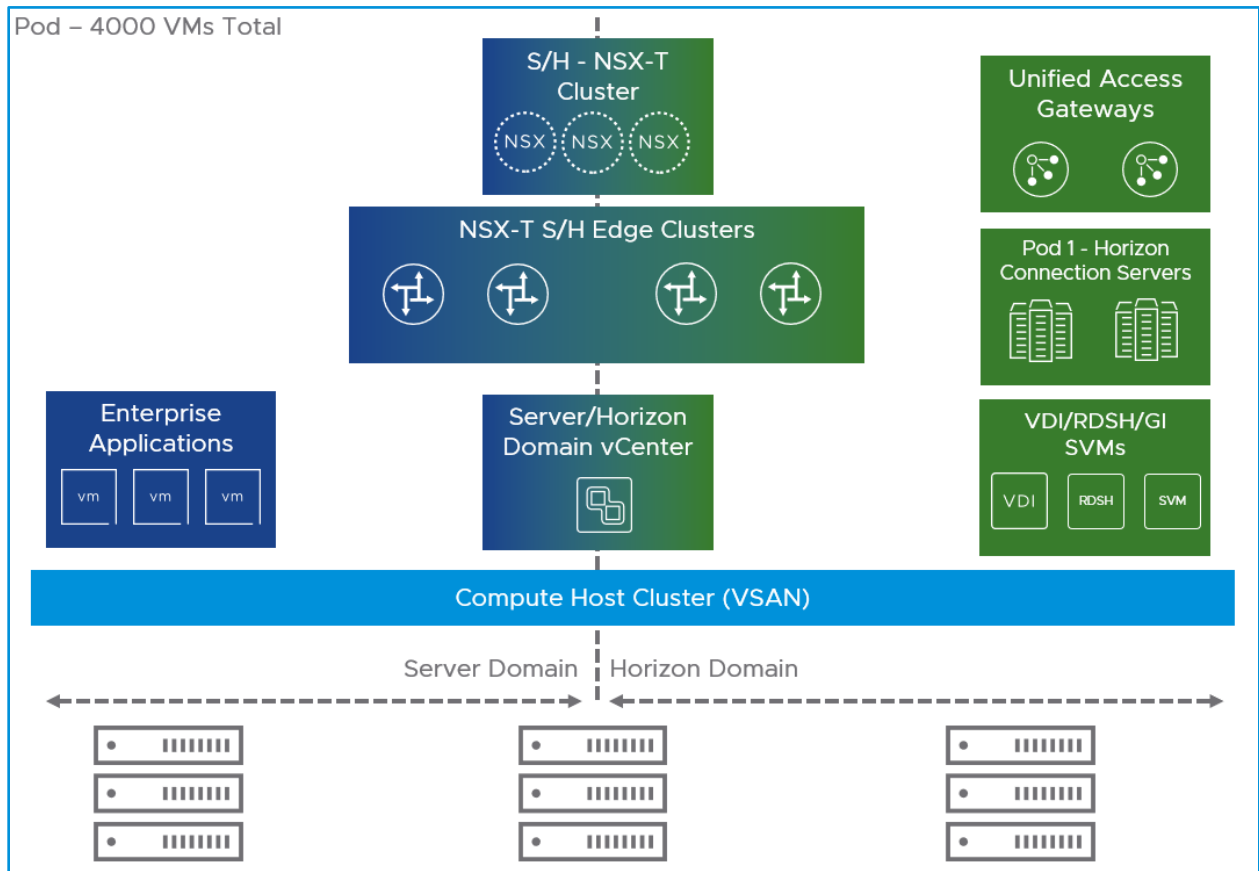 Pod – 4000 VMs Total
S/H - NSX-T
Cluster
NSX NSX NSX
Unified Access
Gateways
NSX-T S/H Edge Clusters
Pod 1 - Horizon
Connection Servers
Enterprise
Applications
vm vm vm
Server/Horizon
Domain vCenter
VDI/RDSH/GI
SVMs
VDI RDSH SVM
Compute Host Cluster (VSAN)
Server Domain
Horizon Domain